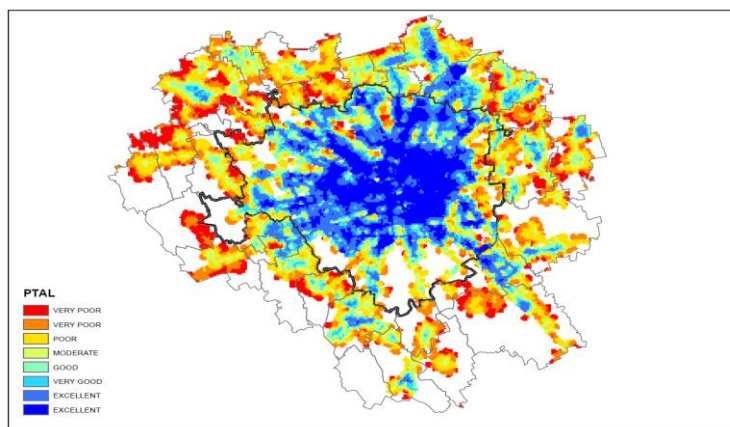 PTAL
VERY POOR
VERY POOR
POOR
MODERATE
GOOD
VERY GOOD
EXCELLENT
EXCELLENT